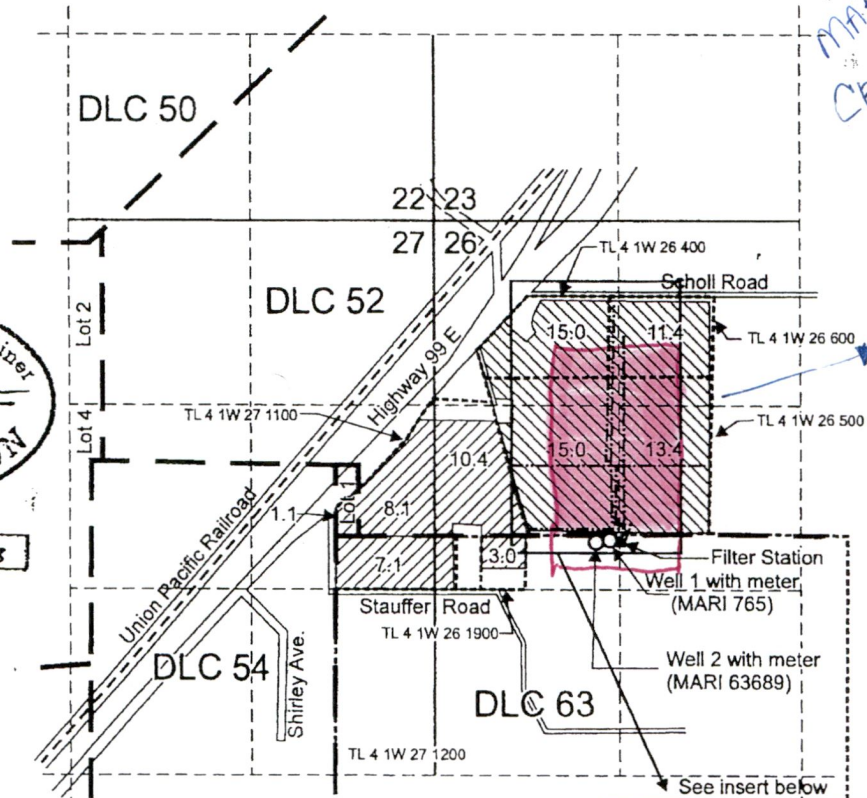 DLC 50
22 23
27 26
TL 4 1W 26 400
Scholl Road
DLC 52
Lot 2
15.0 11.4
TL 4 1W 26 600
Highway 99 E
TL 4 1W 27 1100
Lot 4
TL 4 1W 26 500
10.4
15.0 13.4
Lot 1
8.1
1.1
Union Pacific Railroad
7.1
3.0
Filter Station
Well 1 with meter
(MARI 765)
Stauffer Road
TL 4 1W 26 1900
Well 2 with meter
(MARI 63689)
DLC 54
Shirley Ave.
DLC 63
TL 4 1W 27 1200
See insert below